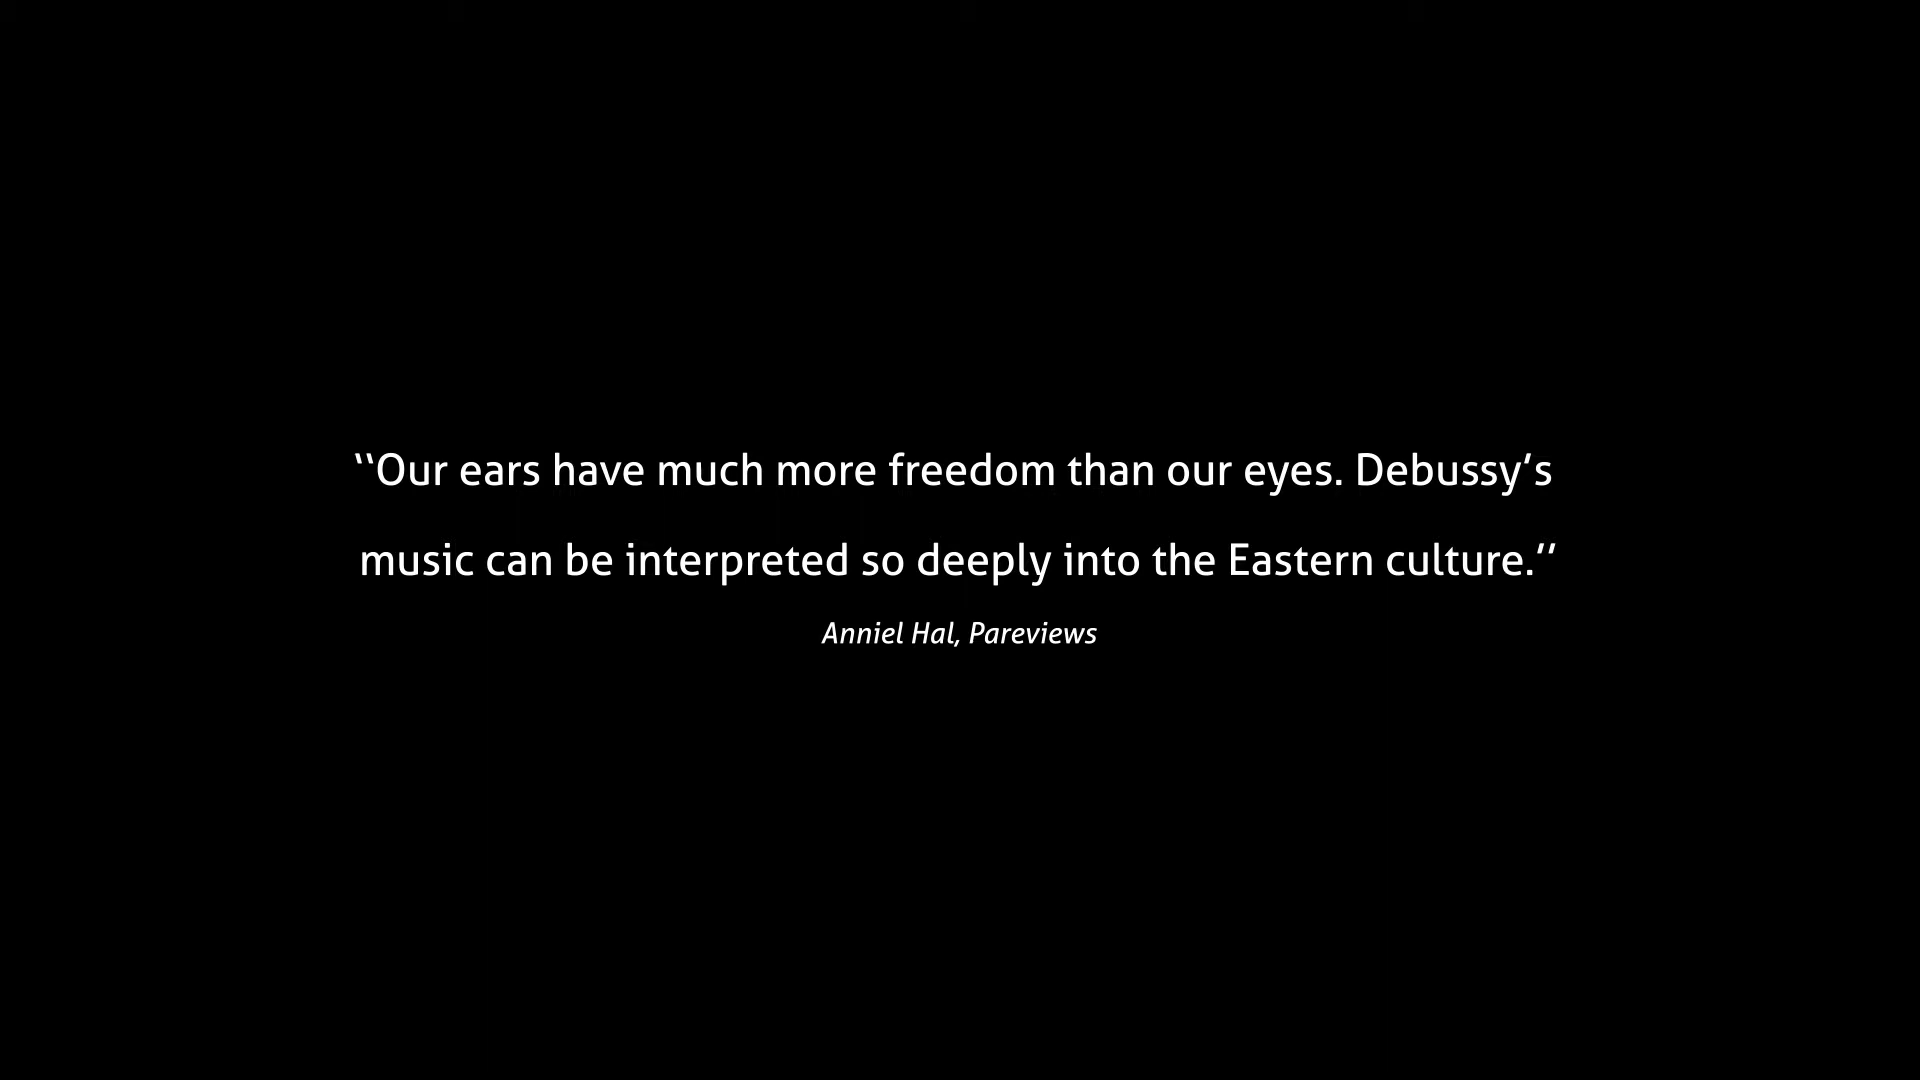 ‘‘Our ears have much more freedom than our eyes. Debussy’s
music can be interpreted so deeply into the Eastern culture.’’
Anniel Hal, Pareviews